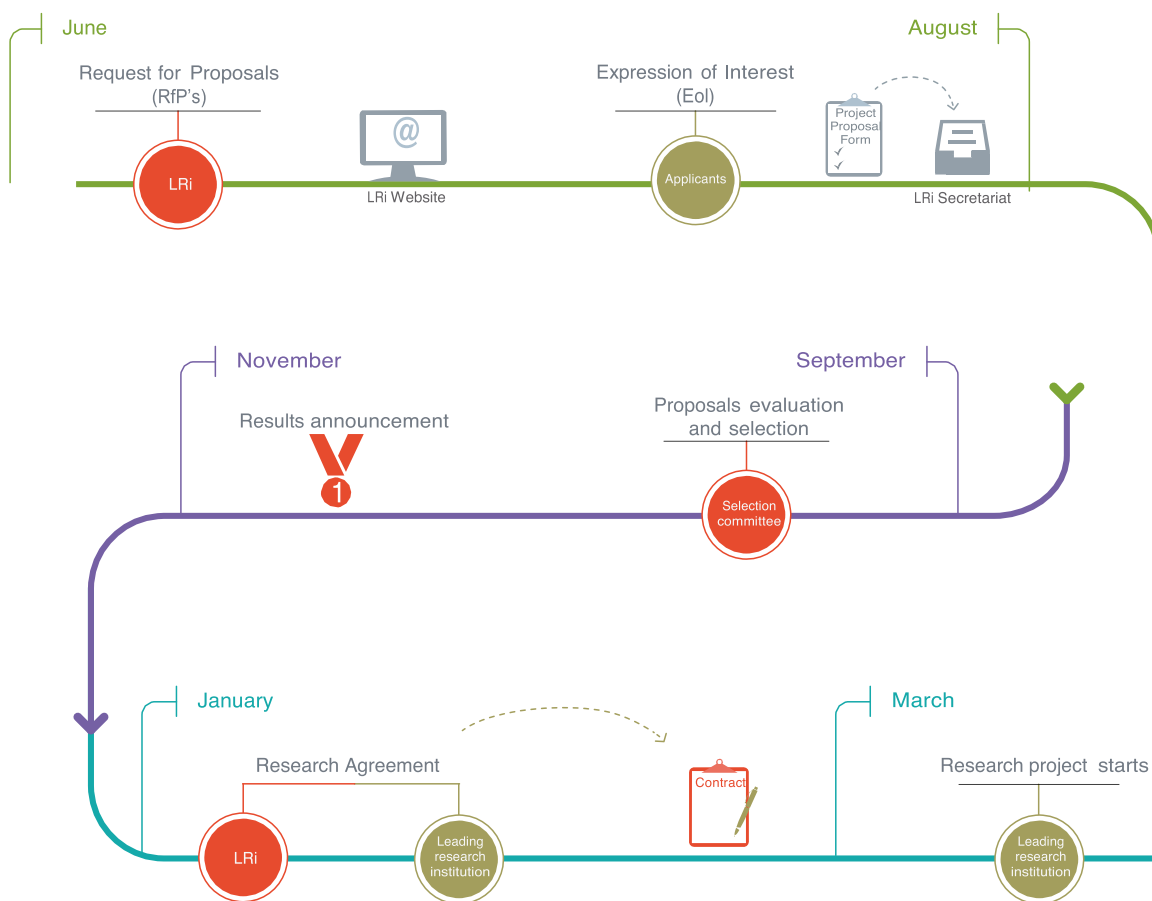 June
August
Request for Proposals
(RfP's)
Expression of Interest
(EoI)
@
Project
Proposal
Form
LRi
Applicants
LRi Website
LRi Secretariat
November
September
Results announcement
1
Proposals evaluation
and selection
Selection
committee
January
March
Research Agreement
Contract
Research project starts
LRi
Leading
research
institution
Leading
research
institution